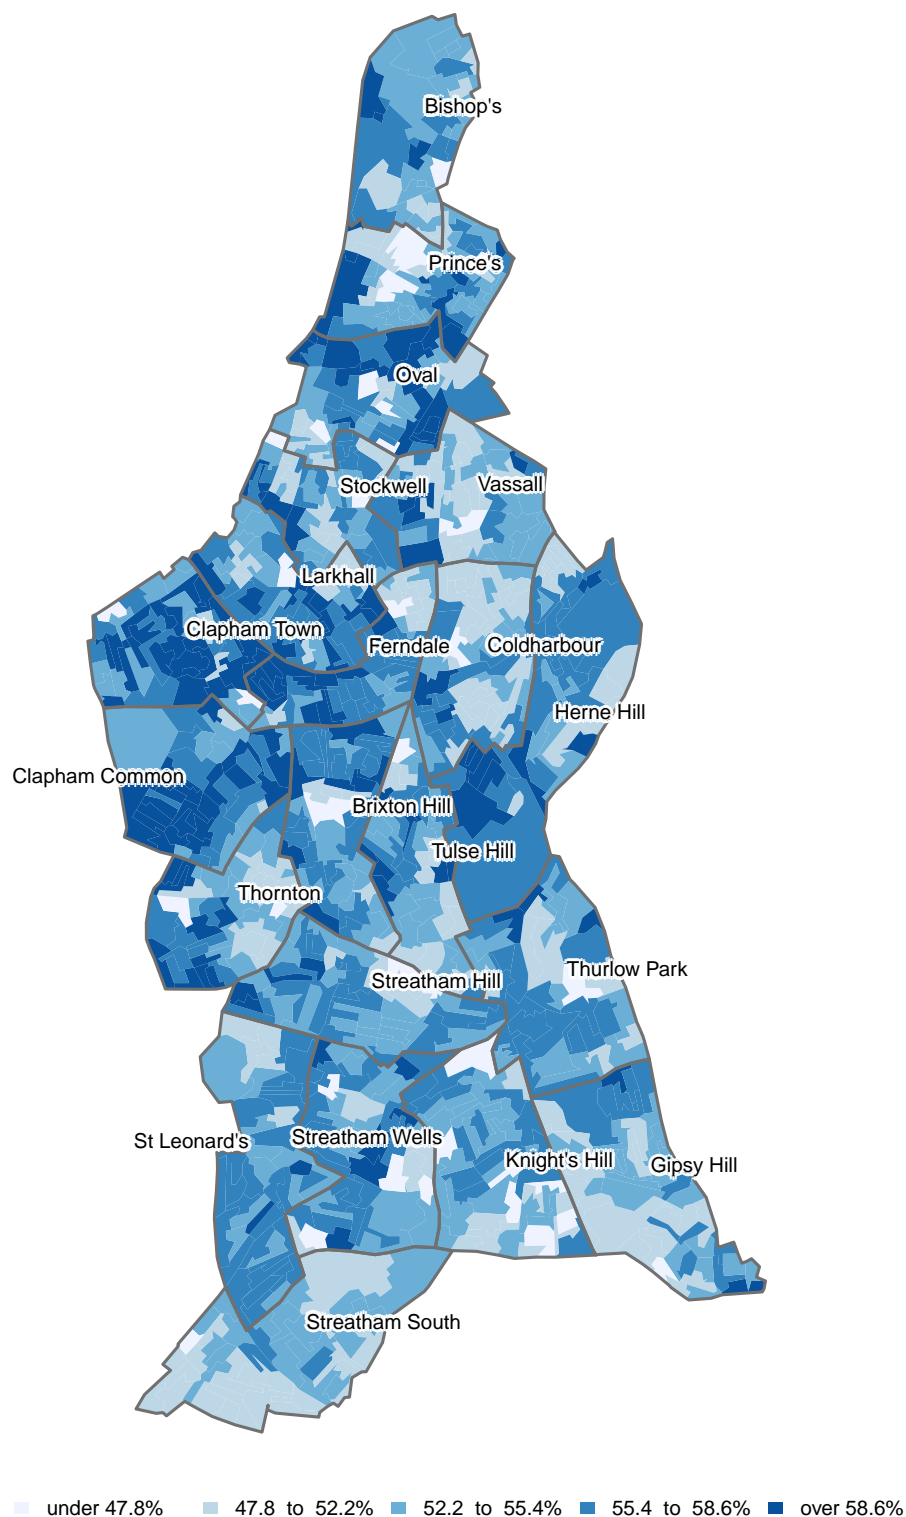 Bishop's
Prince's
Oval
Stockwell
Vassall
Larkhall
Clapham Town
Ferndale
Coldharbour
Herne Hill
Clapham Common
Brixton Hill
Tulse Hill
Thornton
Thurlow Park
Streatham Hill
St Leonard's
Streatham Wells
Knight's Hill
Gipsy Hill
Streatham South
under 47.8% 47.8 to 52.2% 52.2 to 55.4% 55.4 to 58.6% over 58.6%